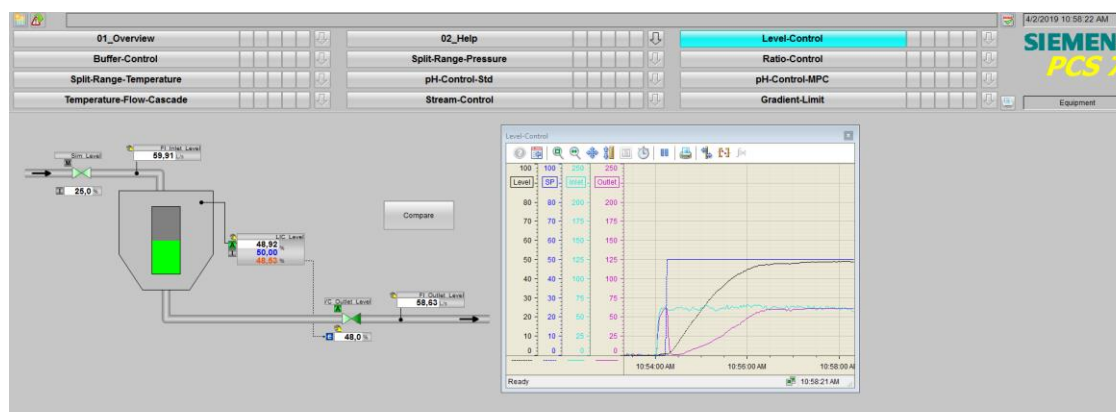 4/2/2019 10:58:22 AM
01_Overview 02_Help Level-Control
Buffer-Control Split-Range-Pressure Ratio-Control
Split-Range-Temperature pH-Control-Std pH-Control-MPC
Temperature-Flow-Cascade Stream-Control Gradient-Limit
SIEMEN
PCS 7
Equipment
Sim_Level
FI_Inlet_Level
59,91 L/s
25,0 %
LIC_Level
A 48,92 %
I 50,00
48,53 %
Compare
YC_Outlet_Level
A
48,0 %
FI_Outlet_Level
58,63 L/s
Level-Control
100 100 250 250
Level SP Inlet Outlet
80 80 200 200
70 70 175 175
60 60 150 150
50 50 125 125
40 40 100 100
30 30 75 75
20 20 50 50
10 10 25 25
0 0 0 0
10:54:00 AM 10:56:00 AM 10:58:00 A
Ready 10:58:21 AM